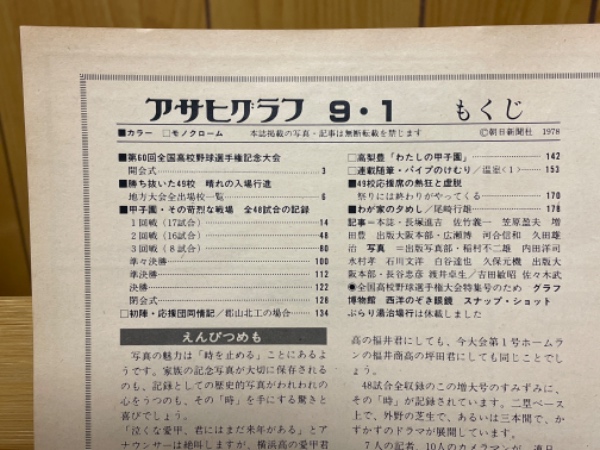 アサヒグラフ 9・1 もくじ
■カラー □モノクローム 本誌掲載の写真・記事は無断転載を禁じます ©朝日新聞社 1978
■第60回全国高校野球選手権記念大会
開会式 3
■勝ち抜いた49校 晴れの入場行進
地方大会全出場校一覧 6
■甲子園・その苛烈な戦場 全48試合の記録
1回戦(17試合) 14
2回戦(16試合) 48
3回戦(8試合) 80
準々決勝 100
準決勝 112
決勝 122
閉会式 128
□初陣・応援団同情記/郡山北工の場合 134
□高梨豊「わたしの甲子園」 142
□連載随筆・パイプのけむり/温室〈1〉 153
■49校応援席の熱狂と虚脱
祭りには終わりがやってくる 170
■わが家の夕めし/尾崎行雄 178
記事=本誌・長塚進吉 佐竹義一 笠原盈夫 増
田豊 出版大阪本部・広瀬博 河合信和 久田雄
治 写真=出版写真部・稲村不二雄 内田洋司
水村孝 石川文洋 白谷達也 久保元機 出版大
阪本部・長谷忠彦 渡井卓生/吉田敏昭 佐々木武
●全国高校野球選手権大会特集号のため グラフ
博物館 西洋のぞき眼鏡 スナップ・ショット
ぶらり湯治場行は休載しました
えんぴつめも
写真の魅力は「時を止める」ことにあるよ
うです。家族の記念写真が大切に保存されるの
も、記録としての歴史的写真がわれわれの
心をうつのも、その「時」を手にする驚きと
喜びでしょう。
「泣くな愛甲、君にはまだ来年がある」とア
ナウンサーは絶叫しますが、横浜高の愛甲君
高の福井君にしても、今大会第1号ホームラ
ンの福井商高の坪田君にしても同じことでし
ょう。
48試合全収録のこの増大号のすみずみに、
その「時」が記録されています。二塁ベース
上で、外野の芝生で、あるいは三本間で、か
ずかずのドラマが展開しています。
7人の記者、10人のカメラマンが、連日